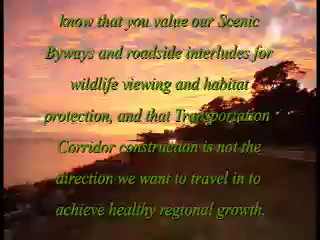 know that you value our Scenic
Byways and roadside interludes for
wildlife viewing and habitat
protection, and that Transportation
Corridor construction is not the
direction we want to travel in to
achieve healthy regional growth.